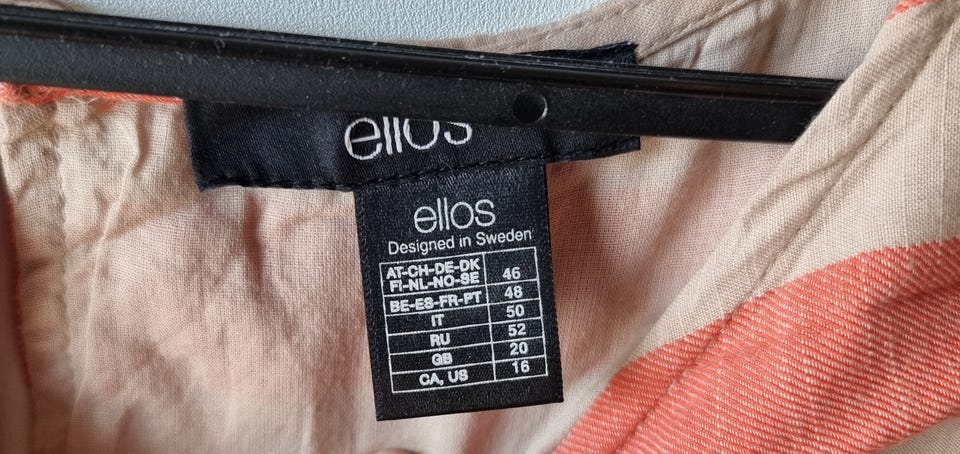 ellos
ellos
Designed in Sweden
AT-CH-DE-DK
FI-NL-NO-SE 46
BE-ES-FR-PT 48
IT 50
RU 52
GB 20
CA, US 16